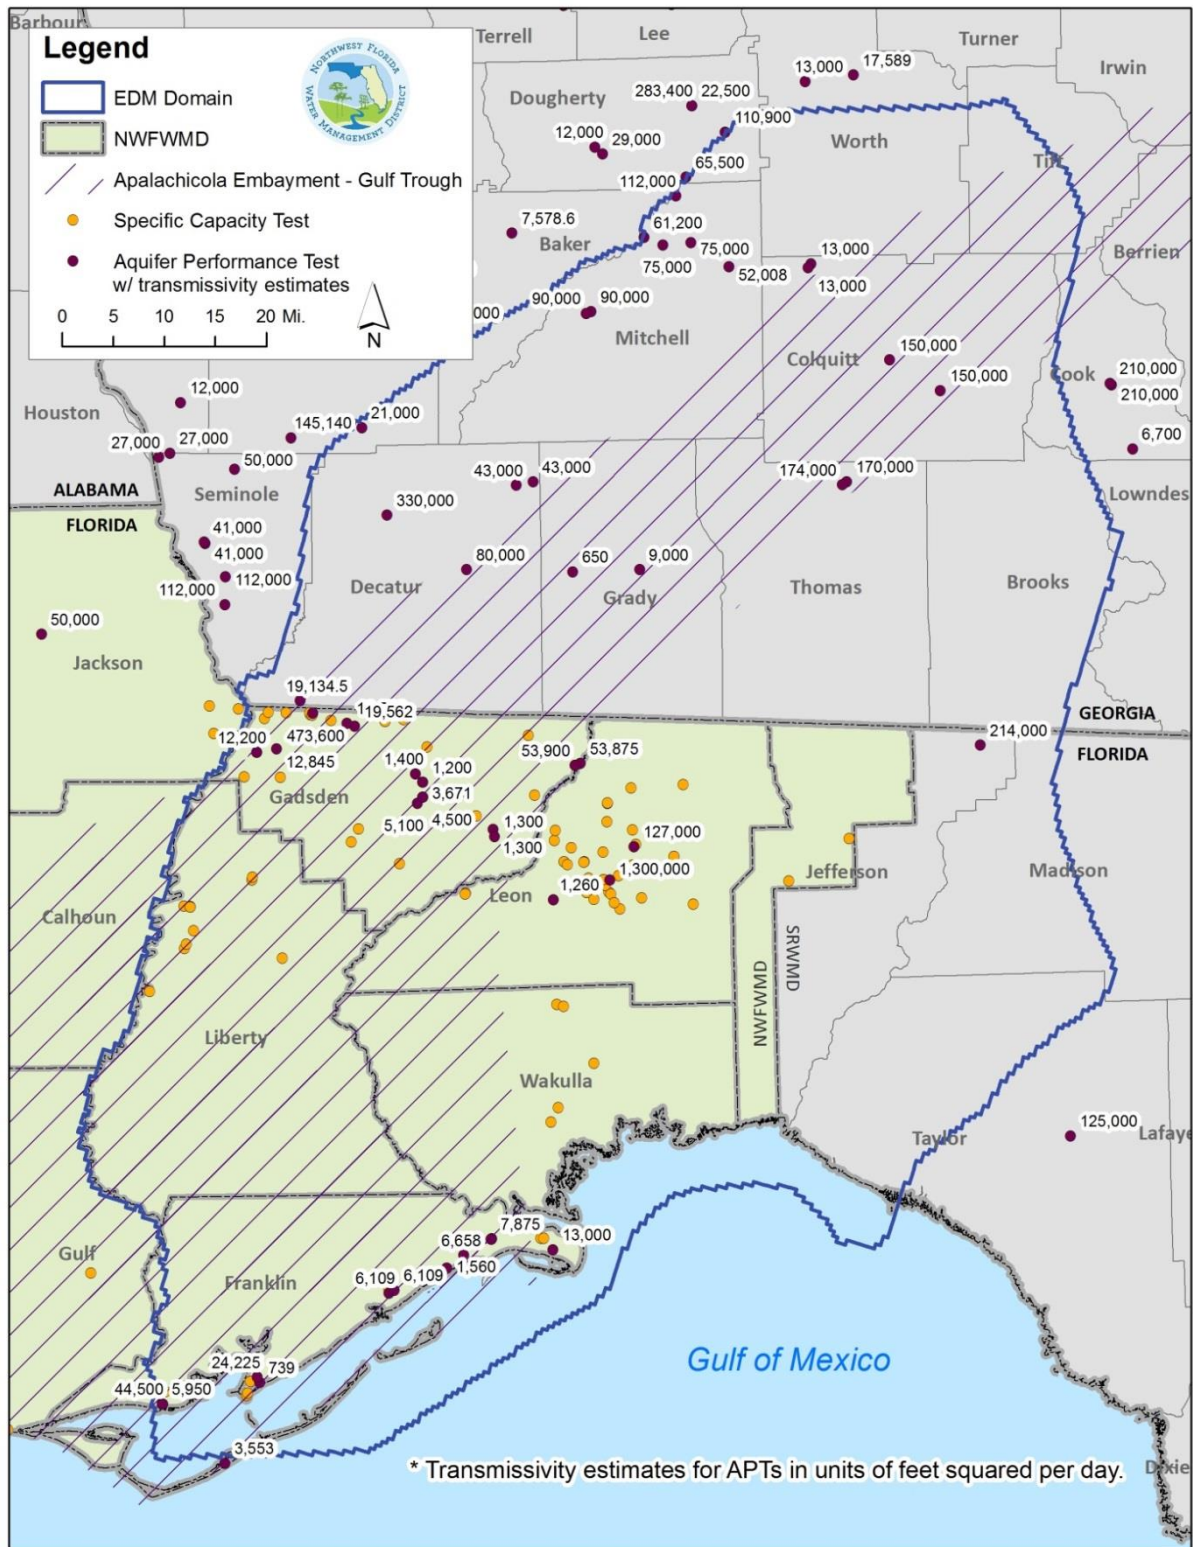 Barbour
Terrell
Lee
Turner
Irwin
Legend
NORTHWEST FLORIDA
WATER MANAGEMENT DISTRICT
EDM Domain
NWFWMD
Apalachicola Embayment - Gulf Trough
Specific Capacity Test
Aquifer Performance Test
w/ transmissivity estimates
0 5 10 15 20 Mi.
N
13,000
17,589
Dougherty
283,400
22,500
110,900
Worth
12,000
29,000
Tift
65,500
112,000
7,578.6
61,200
Baker
75,000
75,000
13,000
Berrien
52,008
13,000
90,000
90,000
000
Mitchell
150,000
Colquitt
150,000
Cook
210,000
210,000
12,000
Houston
145,140
21,000
27,000
27,000
6,700
50,000
43,000
43,000
174,000
170,000
ALABAMA
Seminole
Lowndes
330,000
FLORIDA
41,000
41,000
80,000
650
9,000
112,000
112,000
Decatur
Grady
Thomas
Brooks
50,000
Jackson
19,134.5
1
19,562
GEORGIA
12,200
473,600
53,900
53,875
214,000
FLORIDA
12,845
1,400
1,200
Gadsden
3,671
5,100
4,500
1,300
1,300
127,000
1,300,000
Jefferson
Madison
1,260
Leon
Calhoun
NWFWMD
SRWMD
Liberty
Wakulla
125,000
Taylor
Lafaye
7,875
13,000
6,658
Gulf
1,560
Franklin
6,109
6,109
24,225
739
Gulf of Mexico
44,500
5,950
3,553
* Transmissivity estimates for APTs in units of feet squared per day.
Dixie